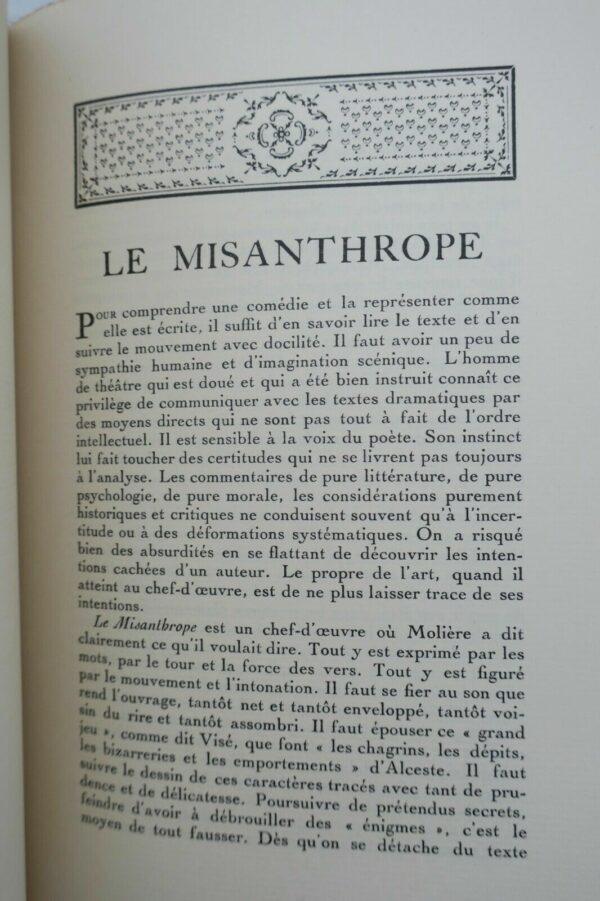 LE MISANTHROPE
POUR comprendre une comédie et la représenter comme
elle est écrite, il suffit d'en savoir lire le texte et d'en
suivre le mouvement avec docilité. Il faut avoir un peu de
sympathie humaine et d'imagination scénique. L'homme
de théâtre qui est doué et qui a été bien instruit connaît ce
privilège de communiquer avec les textes dramatiques par
des moyens directs qui ne sont pas tout à fait de l'ordre
intellectuel. Il est sensible à la voix du poète. Son instinct
lui fait toucher des certitudes qui ne se livrent pas toujours
à l'analyse. Les commentaires de pure littérature, de pure
psychologie, de pure morale, les considérations purement
historiques et critiques ne conduisent souvent qu'à l'incer-
titude ou à des déformations systématiques. On a risqué
bien des absurdités en se flattant de découvrir les inten-
tions cachées d'un auteur. Le propre de l'art, quand il
atteint au chef-d'œuvre, est de ne plus laisser trace de ses
intentions.
Le Misanthrope est un chef-d'œuvre où Molière a dit
clairement ce qu'il voulait dire. Tout y est exprimé par les
mots, par le tour et la force des vers. Tout y est figuré
par le mouvement et l'intonation. Il faut se fier au son que
rend l'ouvrage, tantôt net et tantôt enveloppé, tantôt voi-
sin du rire et tantôt assombri. Il faut épouser ce « grand
jeu », comme dit Visé, que font « les chagrins, les dépits,
les bizarreries et les emportements » d'Alceste. Il faut
suivre le dessin de ces caractères tracés avec tant de pru-
dence et de délicatesse. Poursuivre de prétendus secrets,
feindre d'avoir à débrouiller des « énigmes », c'est le
moyen de tout fausser. Dès qu'on se détache du texte